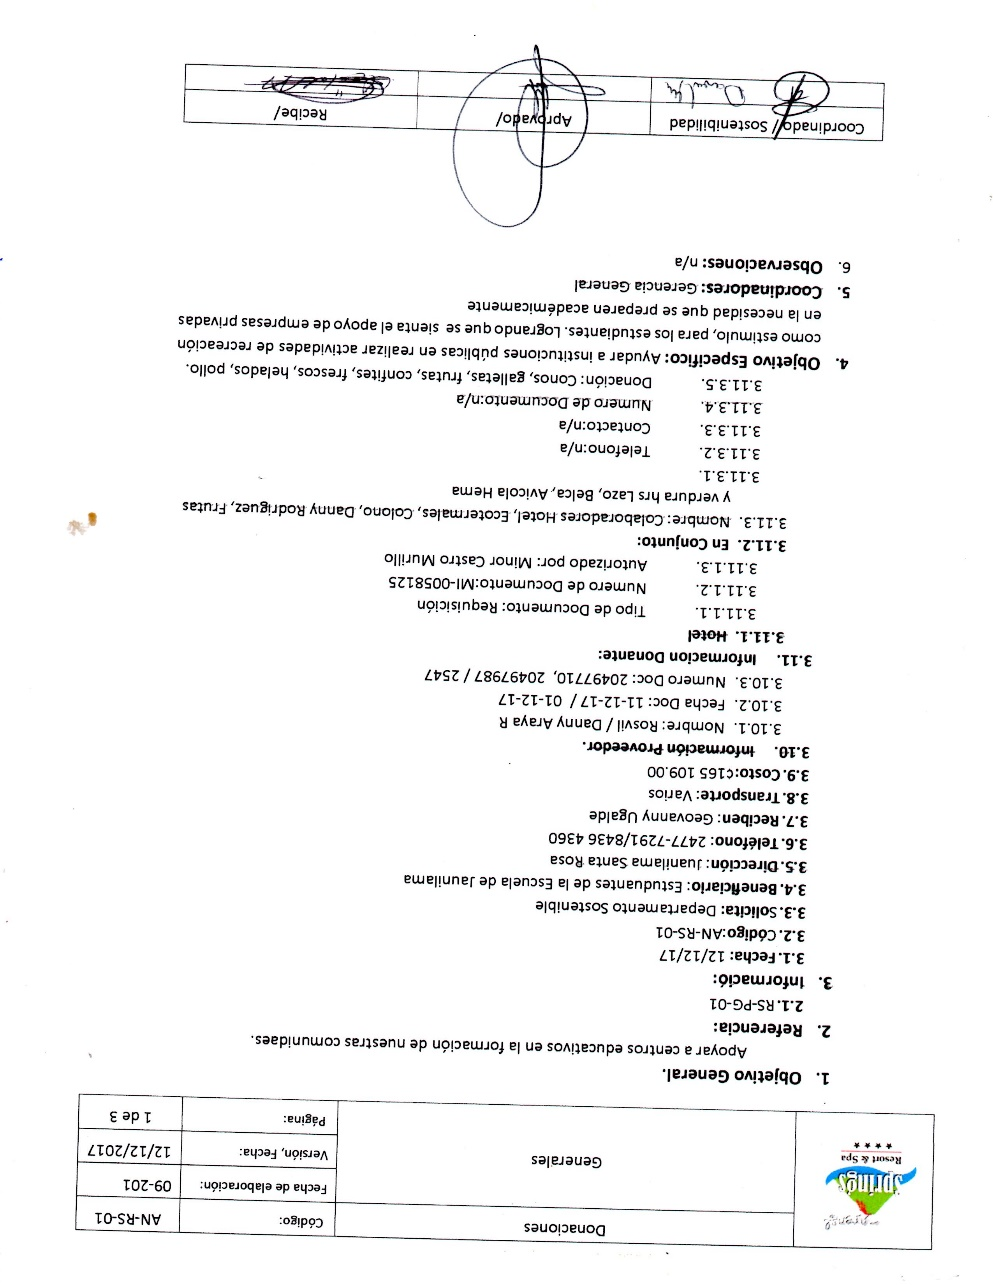 Springs
Resort & Spa
Donaciones
Código:
AN-RS-01
Generales
Fecha de elaboración:
09-201
Versión, Fecha:
12/12/2017
Página:
1 de 3
1. Objetivo General.
Apoyar a centros educativos en la formación de nuestras comunidaes.
2. Referencia:
2.1. RS-PG-01
3. Informació:
3.1. Fecha: 12/12/17
3.2. Código:AN-RS-01
3.3. Solicita: Departamento Sostenible
3.4. Beneficiario: Estuduantes de la Escuela de Jaunilama
3.5. Dirección: Juanilama Santa Rosa
3.6. Teléfono: 2477-7291/8436 4360
3.7. Reciben: Geovanny Ugalde
3.8. Transporte: Varios
3.9. Costo:¢165 109.00
3.10. Información Proveedor.
3.10.1. Nombre: Rosvil / Danny Araya R
3.10.2. Fecha Doc: 11-12-17 / 01-12-17
3.10.3. Numero Doc: 20497710, 20497987 / 2547
3.11. Informacion Donante:
3.11.1. Hotel
3.11.1.1. Tipo de Documento: Requisición
3.11.1.2. Numero de Documento:MI-0058125
3.11.1.3. Autorizado por: Minor Castro Murillo
3.11.2. En Conjunto:
3.11.3. Nombre: Colaboradores Hotel, Ecotermales, Colono, Danny Rodriguez, Frutas
y verdura hrs Lazo, Belca, Avicola Hema
3.11.3.1.
3.11.3.2. Telefono:n/a
3.11.3.3. Contacto:n/a
3.11.3.4. Numero de Documento:n/a
3.11.3.5. Donación: Conos, galletas, frutas, confites, frescos, helados, pollo.
4. Objetivo Especifico: Ayudar a instituciones públicas en realizar actividades de recreación
como estimulo, para los estudiantes. Logrando que se sienta el apoyo de empresas privadas
en la necesidad que se preparen académicamente
5. Coordinadores: Gerencia General
6. Observaciones: n/a
Coordinado / Sostenibilidad
Aprovado/
Recibe/